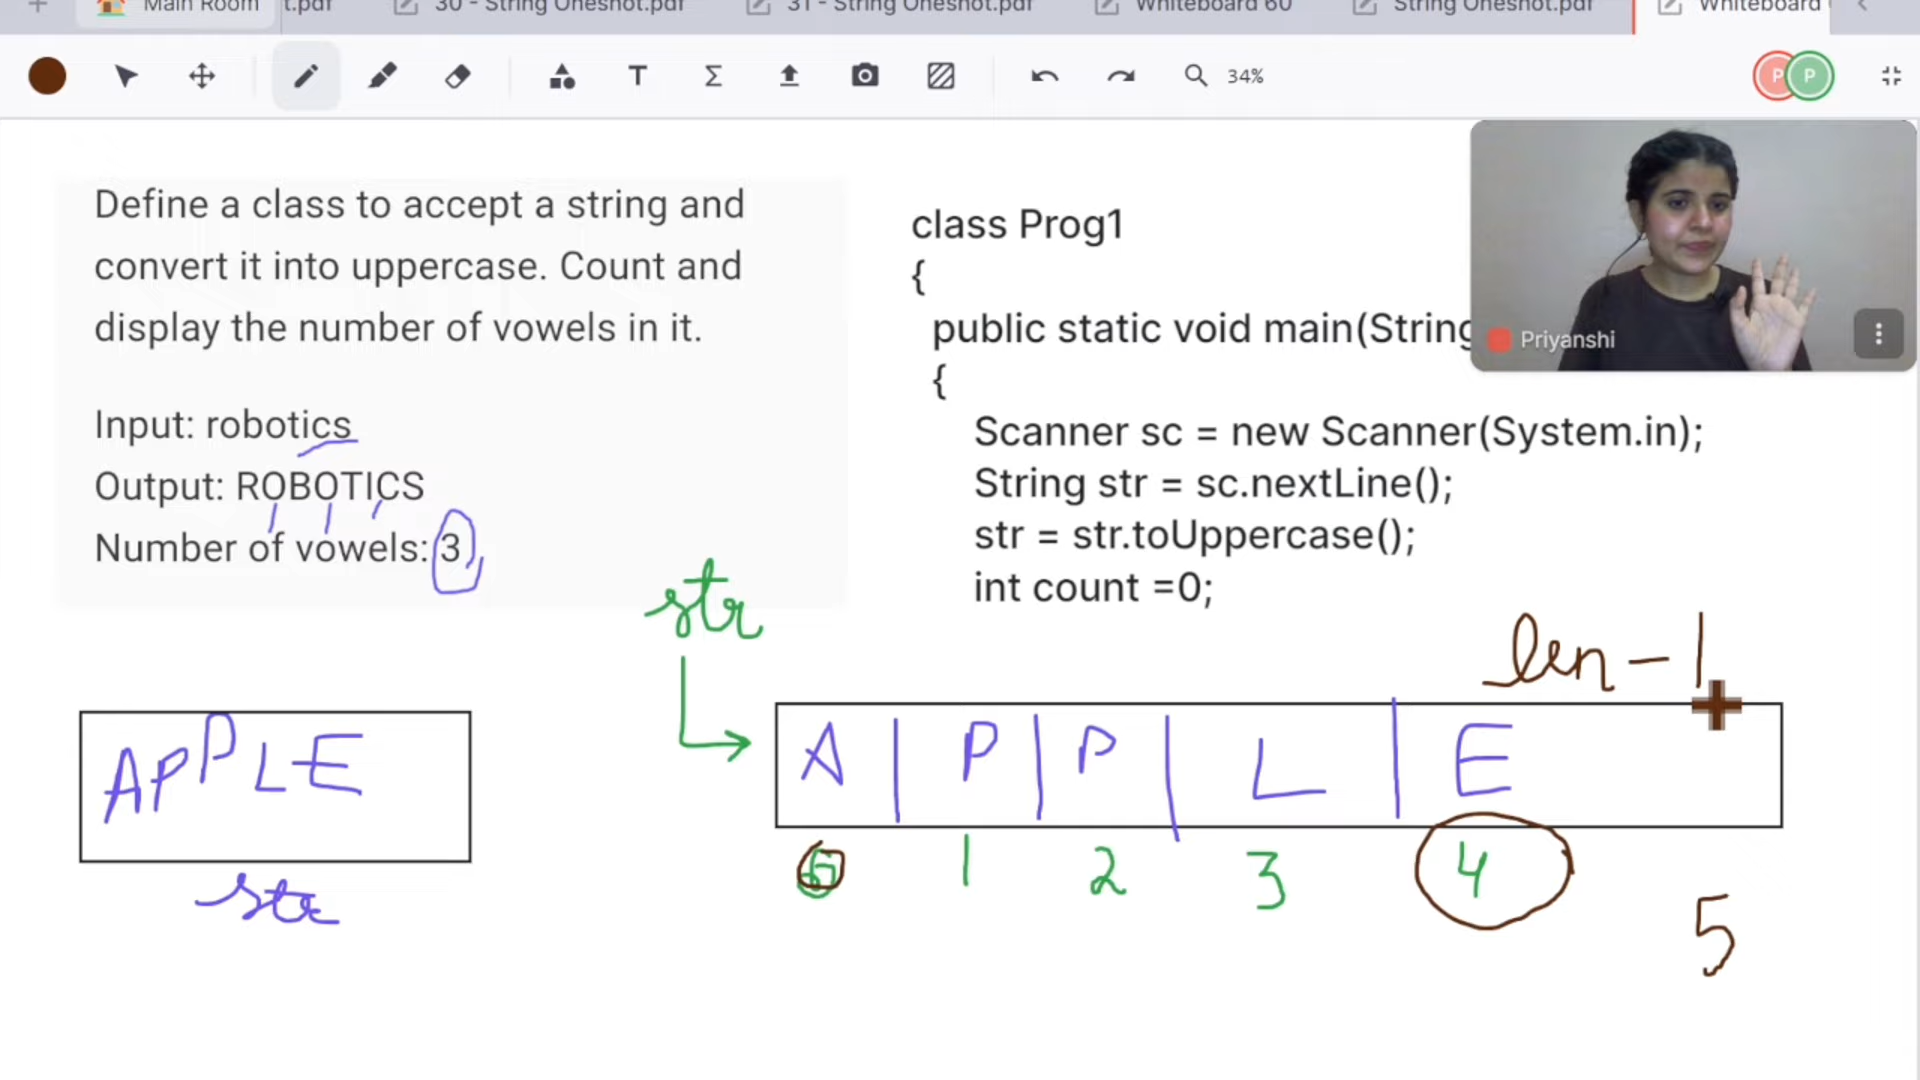 Main Room
t.pdf
30 - String Oneshot.pdf
31 - String Oneshot.pdf
Whiteboard 60
String Oneshot.pdf
Whiteboard
34%
P
P
Define a class to accept a string and
convert it into uppercase. Count and
display the number of vowels in it.
Input: robotics
Output: ROBOTICS
Number of vowels: 3
class Prog1
{
public static void main(String
{
Scanner sc = new Scanner(System.in);
String str = sc.nextLine();
str = str.toUppercase();
int count =0;
Priyanshi
str
len - 1
APPLE
str
A | P | P | L | E
1 2 3 4
5